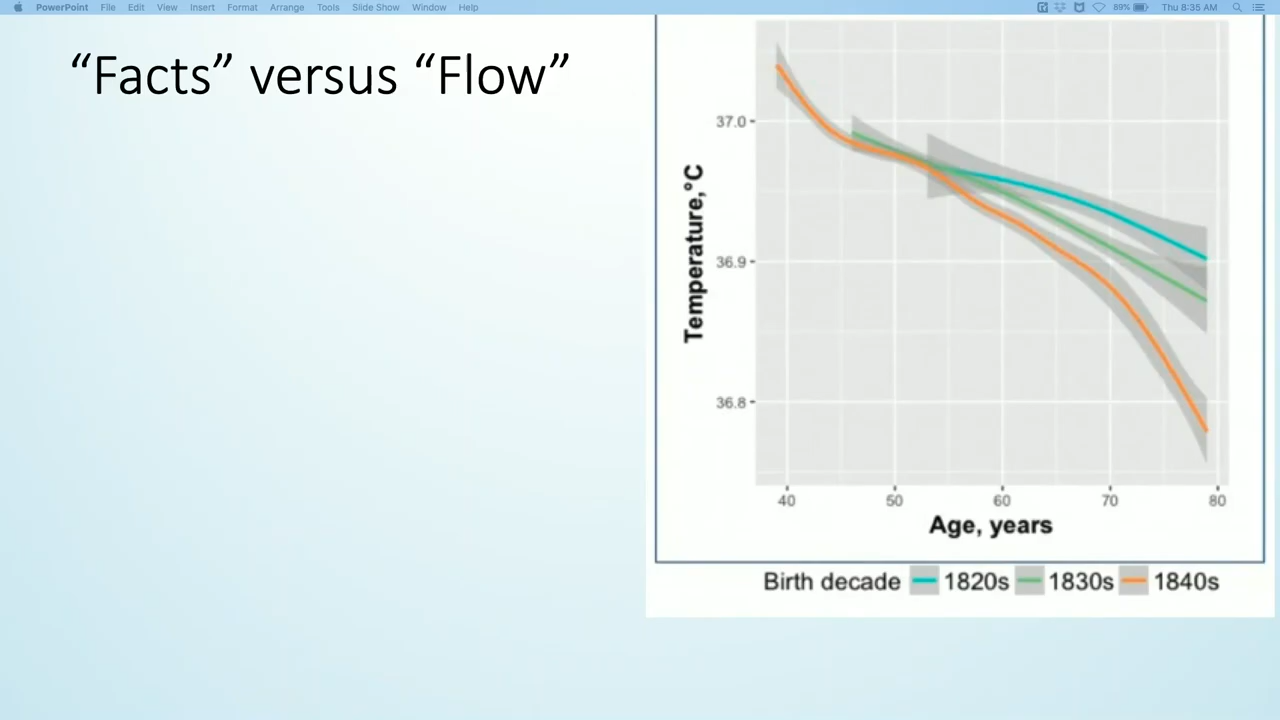 PowerPoint File Edit View Insert Format Arrange Tools Slide Show Window Help 89% Thu 8:35 AM
“Facts” versus “Flow”
Temperature,°C
37.0
36.9
36.8
40 50 60 70 80
Age, years
Birth decade 1820s 1830s 1840s